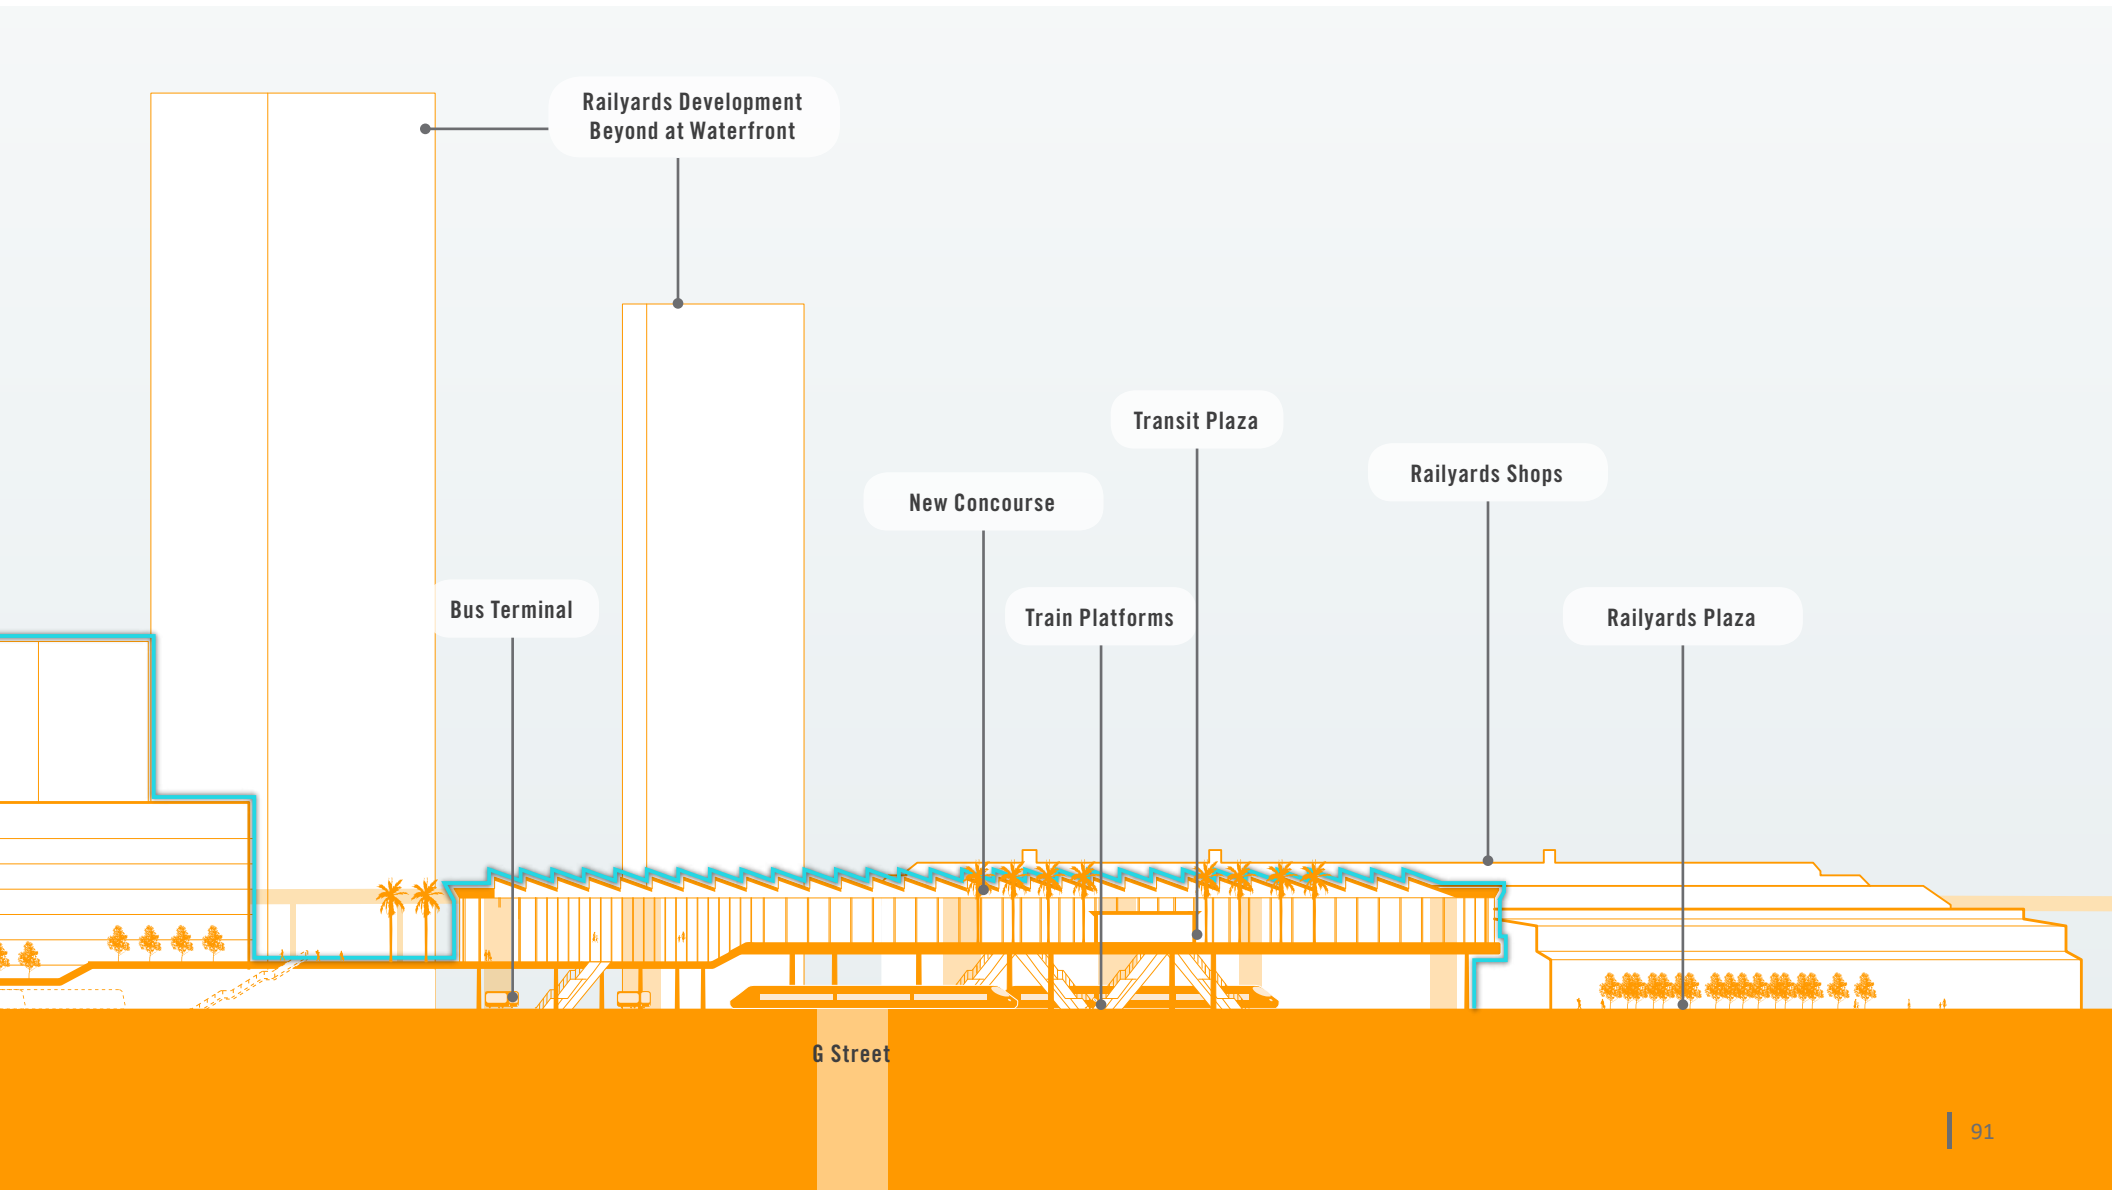 Railyards Development
Beyond at Waterfront
Transit Plaza
Railyards Shops
New Concourse
Bus Terminal
Train Platforms
Railyards Plaza
G Street
91